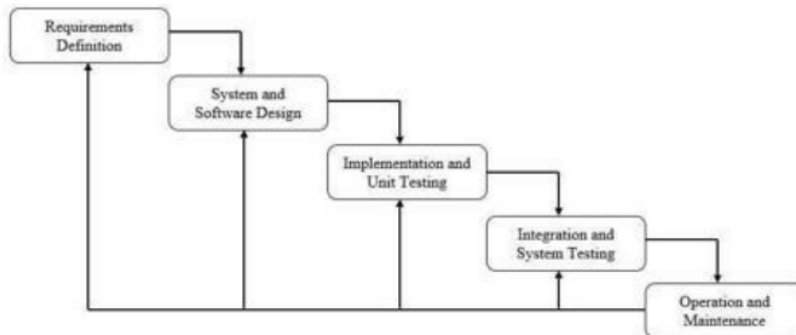 Requirements
Definition
System and
Software Design
Implementation and
Unit Testing
Integration and
System Testing
Operation and
Maintenance